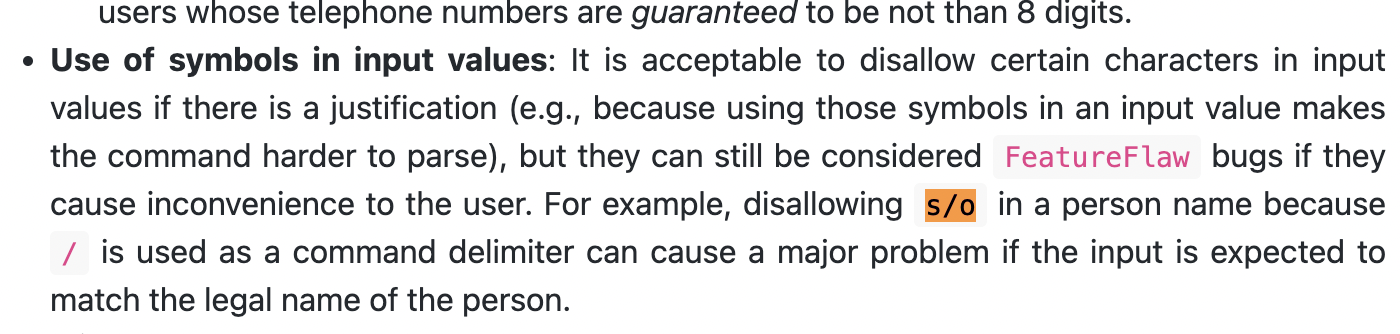 users whose telephone numbers are guaranteed to be not than 8 digits.
• Use of symbols in input values: It is acceptable to disallow certain characters in input
values if there is a justification (e.g., because using those symbols in an input value makes
the command harder to parse), but they can still be considered FeatureFlaw bugs if they
cause inconvenience to the user. For example, disallowing s/o in a person name because
/ is used as a command delimiter can cause a major problem if the input is expected to
match the legal name of the person.